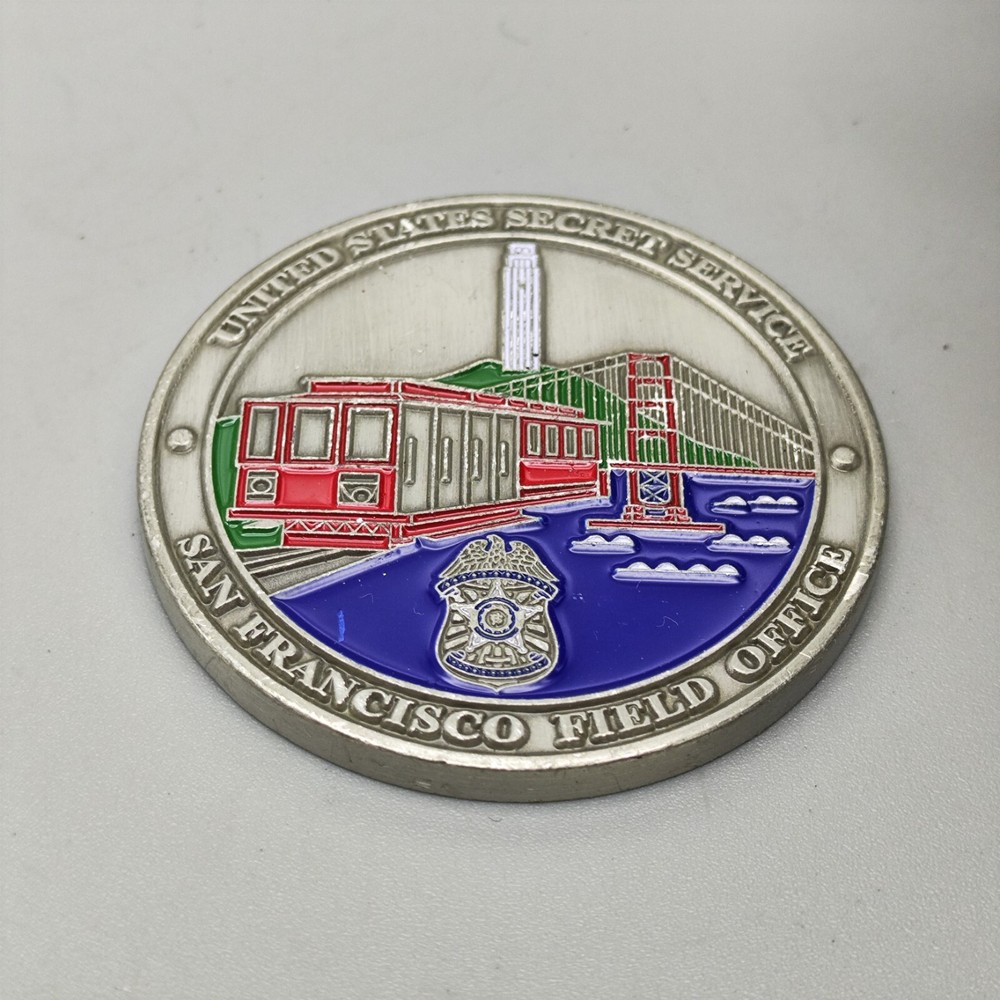 UNITED STATES SECRET SERVICE
SAN FRANCISCO FIELD OFFICE